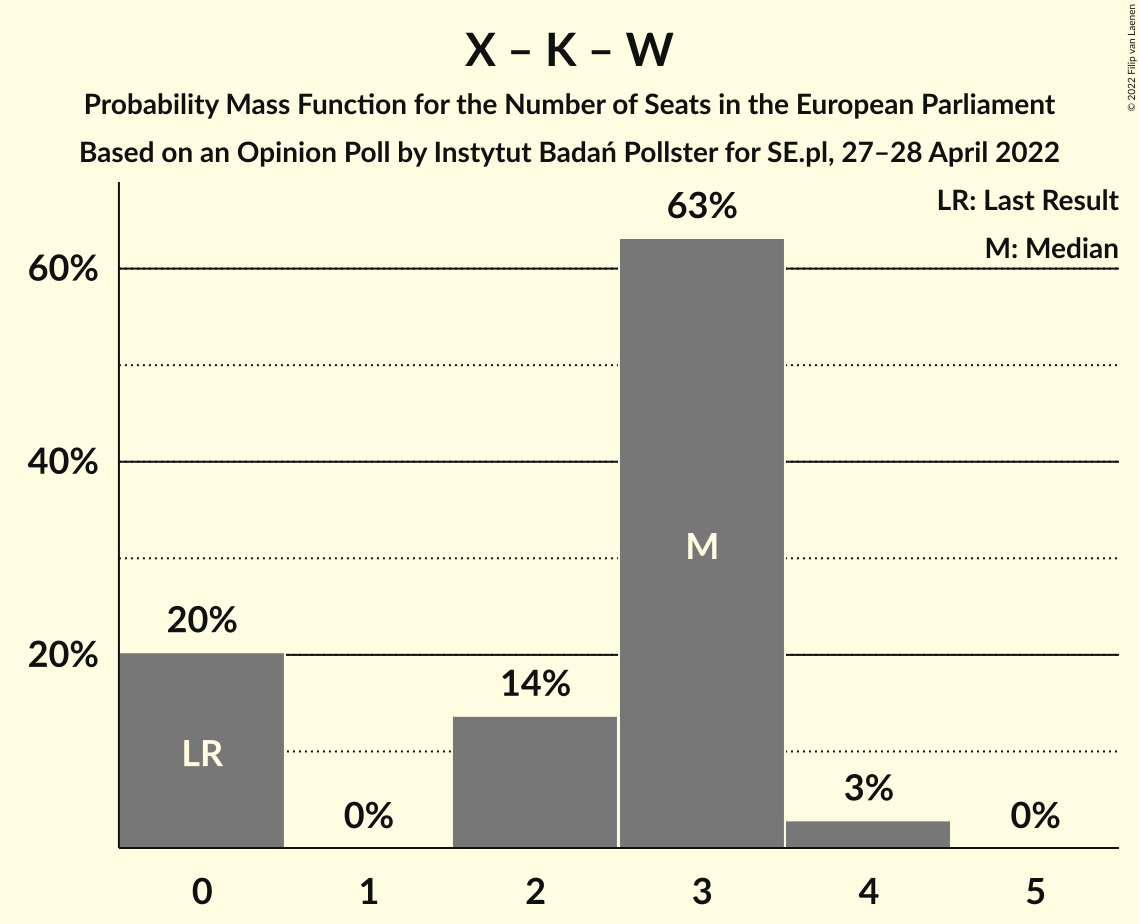 X – K – W
Probability Mass Function for the Number of Seats in the European Parliament
Based on an Opinion Poll by Instytut Badań Pollster for SE.pl, 27–28 April 2022
© 2022 Filip van Laenen
LR: Last Result
M: Median
60%
40%
20%
20%
0%
14%
63%
3%
0%
LR
M
0 1 2 3 4 5